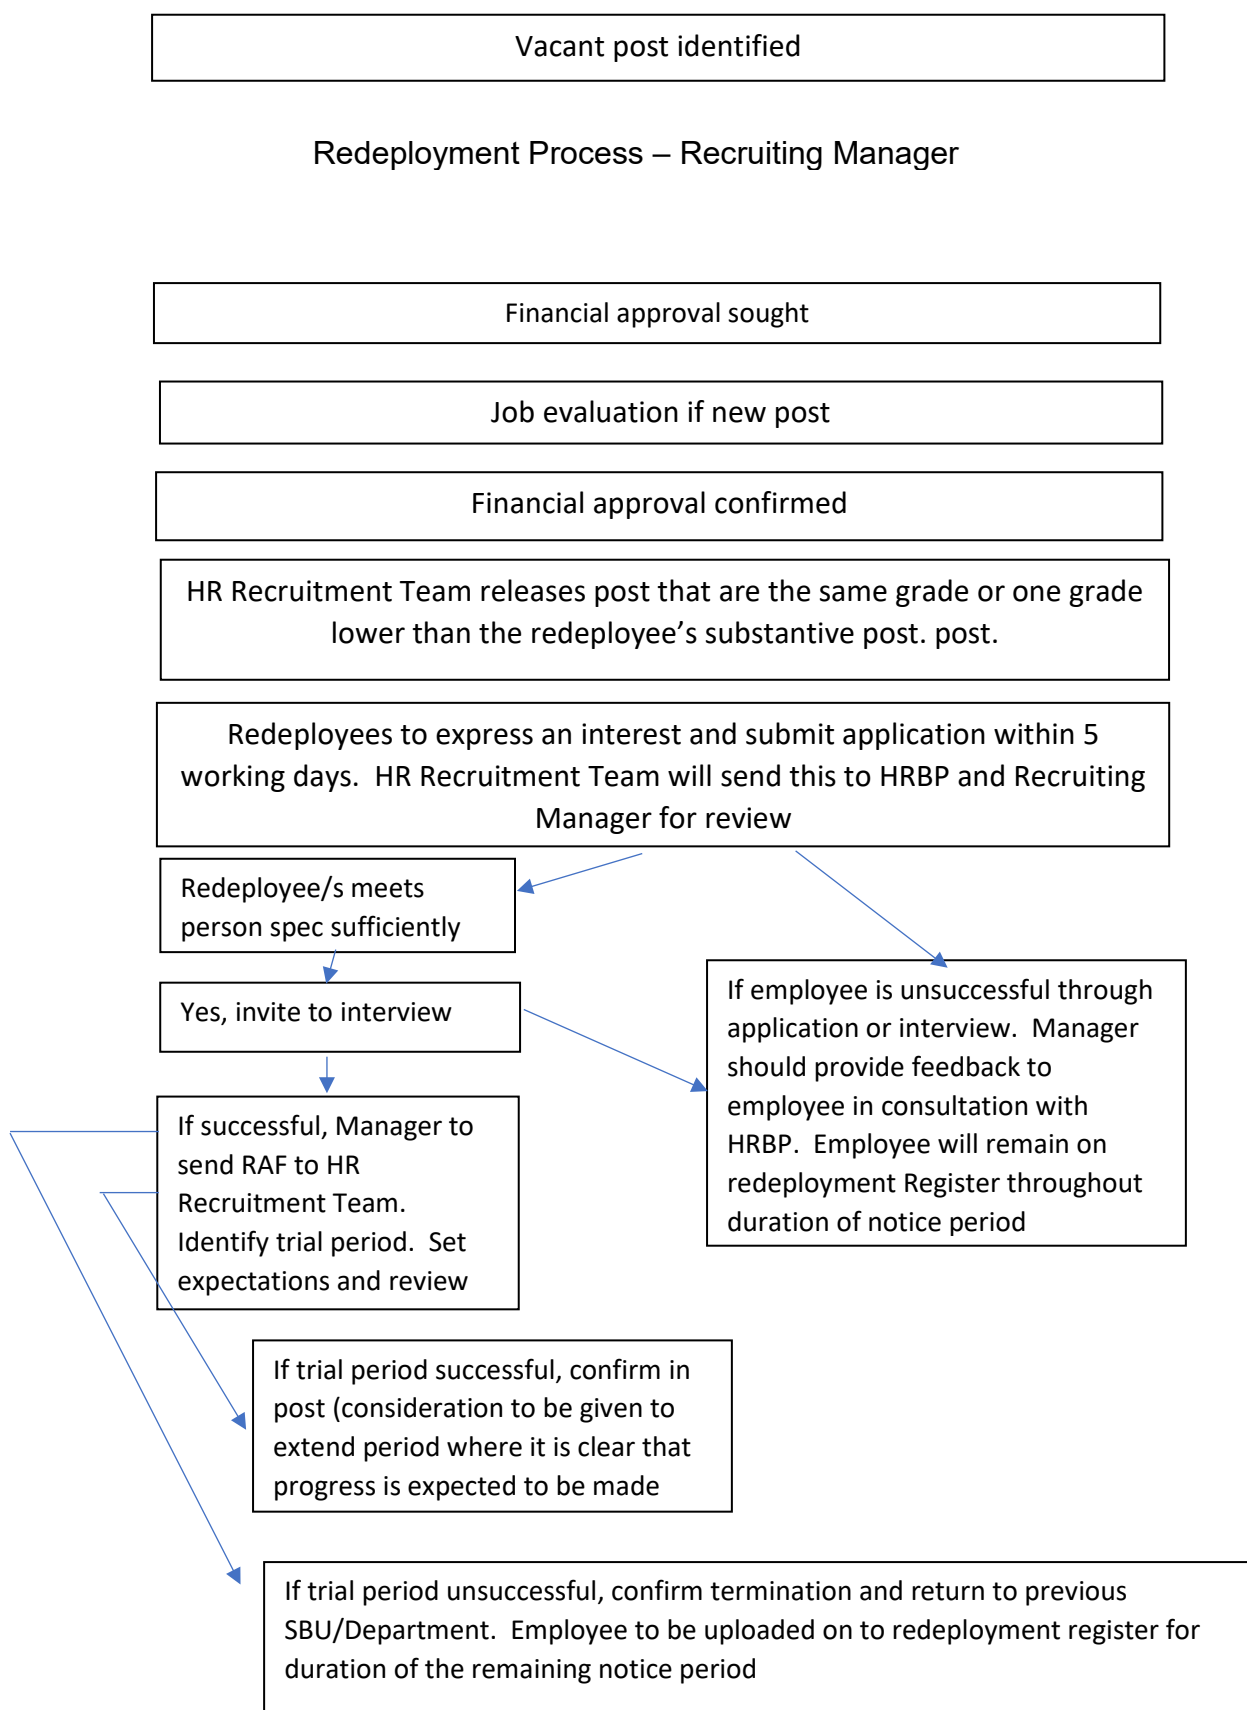 Vacant post identified
Redeployment Process – Recruiting Manager
Financial approval sought
Job evaluation if new post
Financial approval confirmed
HR Recruitment Team releases post that are the same grade or one grade
lower than the redeployee’s substantive post. post.
Redeployees to express an interest and submit application within 5
working days.  HR Recruitment Team will send this to HRBP and Recruiting
Manager for review
Redeployee/s meets
person spec sufficiently
Yes, invite to interview
If employee is unsuccessful through
application or interview.  Manager
should provide feedback to
employee in consultation with
HRBP.  Employee will remain on
redeployment Register throughout
duration of notice period
If successful, Manager to
send RAF to HR
Recruitment Team.
Identify trial period.  Set
expectations and review
If trial period successful, confirm in
post (consideration to be given to
extend period where it is clear that
progress is expected to be made
If trial period unsuccessful, confirm termination and return to previous
SBU/Department.  Employee to be uploaded on to redeployment register for
duration of the remaining notice period